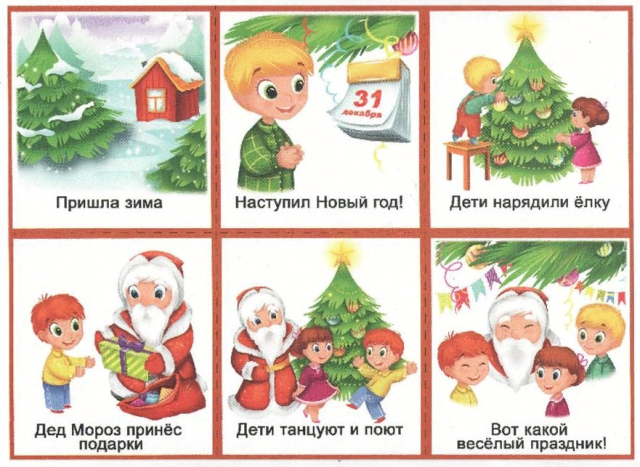 Пришла зима
31
декабря
Наступил Новый год!
Дети нарядили ёлку
Дед Мороз принёс
подарки
Дети танцуют и поют
Вот какой
весёлый праздник!